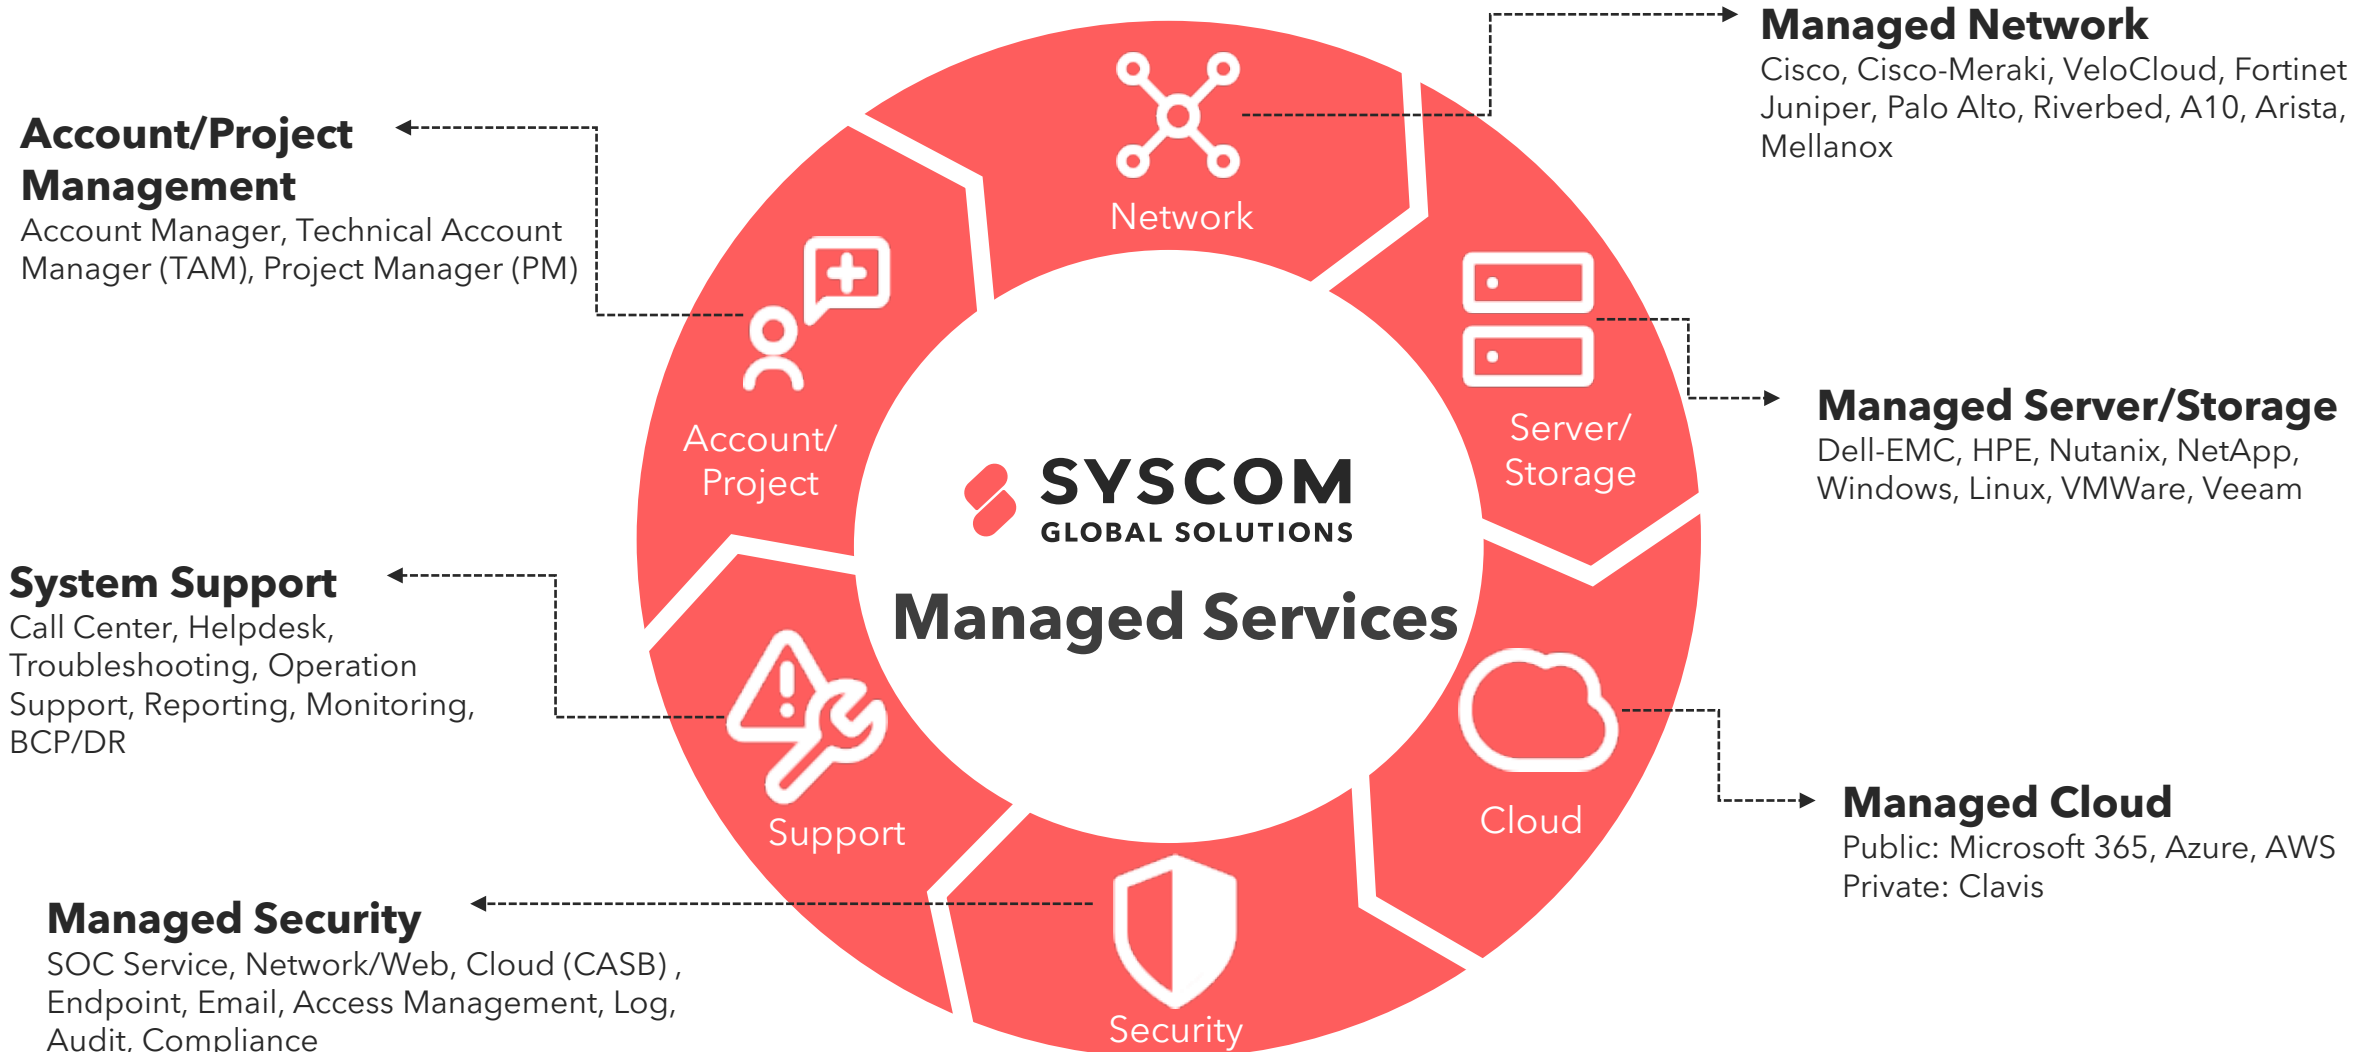 Managed Network
Cisco, Cisco-Meraki, VeloCloud, Fortinet
Juniper, Palo Alto, Riverbed, A10, Arista,
Mellanox
Account/Project
Management
Account Manager, Technical Account
Manager (TAM), Project Manager (PM)
Network
Account/
Project
Server/
Storage
Managed Server/Storage
Dell-EMC, HPE, Nutanix, NetApp,
Windows, Linux, VMWare, Veeam
SYSCOM
GLOBAL SOLUTIONS
Managed Services
System Support
Call Center, Helpdesk,
Troubleshooting, Operation
Support, Reporting, Monitoring,
BCP/DR
Support
Cloud
Managed Cloud
Public: Microsoft 365, Azure, AWS
Private: Clavis
Managed Security
SOC Service, Network/Web, Cloud (CASB) ,
Endpoint, Email, Access Management, Log,
Audit, Compliance
Security